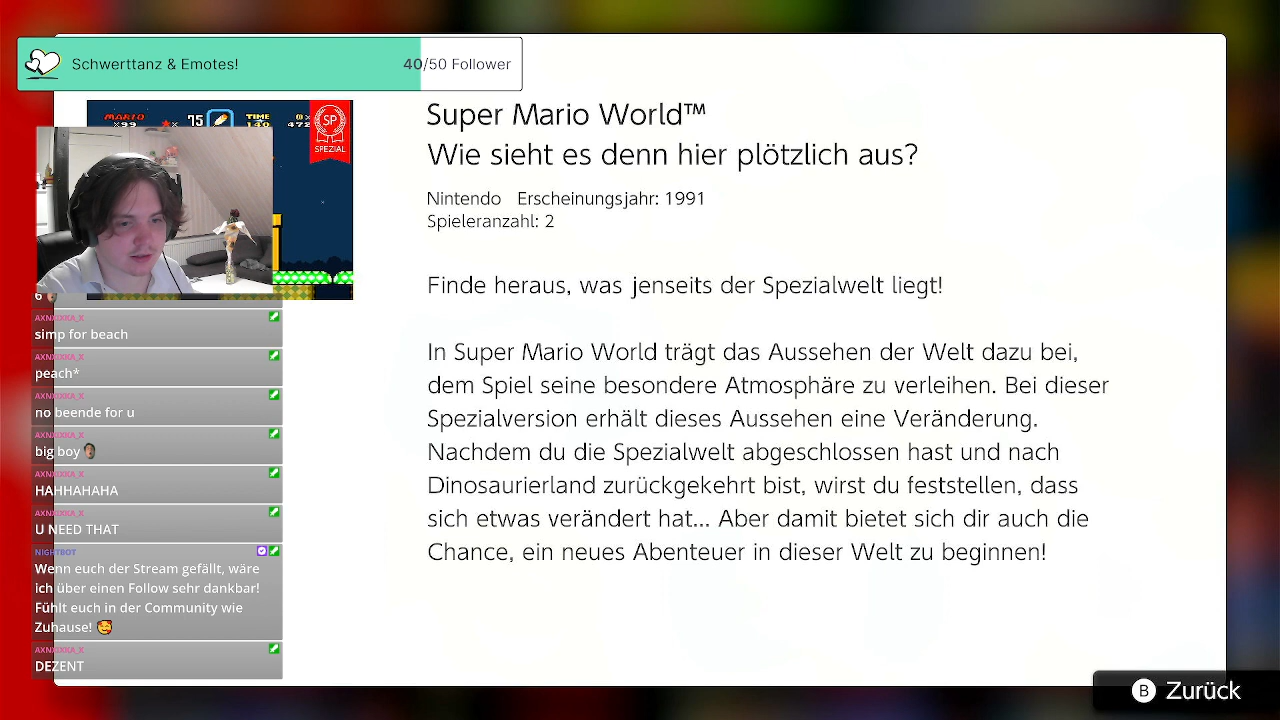 Schwerttanz & Emotes!
40/50 Follower
MARIO
×99
75
TIME
140
472
SP
SPEZIAL
Super Mario World™
Wie sieht es denn hier plötzlich aus?
Nintendo Erscheinungsjahr: 1991
Spieleranzahl: 2
Finde heraus, was jenseits der Spezialwelt liegt!
In Super Mario World trägt das Aussehen der Welt dazu bei,
dem Spiel seine besondere Atmosphäre zu verleihen. Bei dieser
Spezialversion erhält dieses Aussehen eine Veränderung.
Nachdem du die Spezialwelt abgeschlossen hast und nach
Dinosaurierland zurückgekehrt bist, wirst du feststellen, dass
sich etwas verändert hat... Aber damit bietet sich dir auch die
Chance, ein neues Abenteuer in dieser Welt zu beginnen!
simp for beach
peach*
no beende for u
big boy
HAHHAHAHA
U NEED THAT
NIGHTBOT
Wenn euch der Stream gefällt, wäre
ich über einen Follow sehr dankbar!
Fühlt euch in der Community wie
Zuhause! 🥰
DEZENT
B Zurück